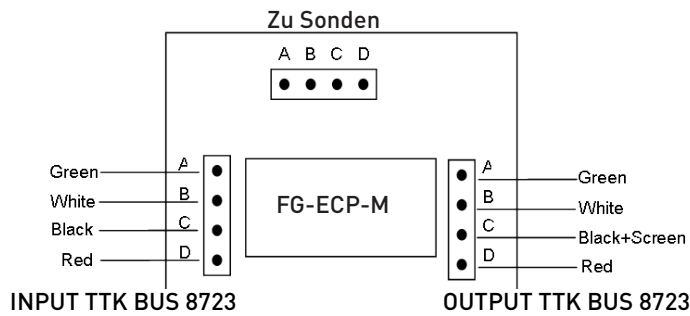 Zu Sonden
A B C D
Green A
White B
Black C
Red D
FG-ECP-M
A Green
B White
C Black+Screen
D Red
INPUT TTK BUS 8723
OUTPUT TTK BUS 8723